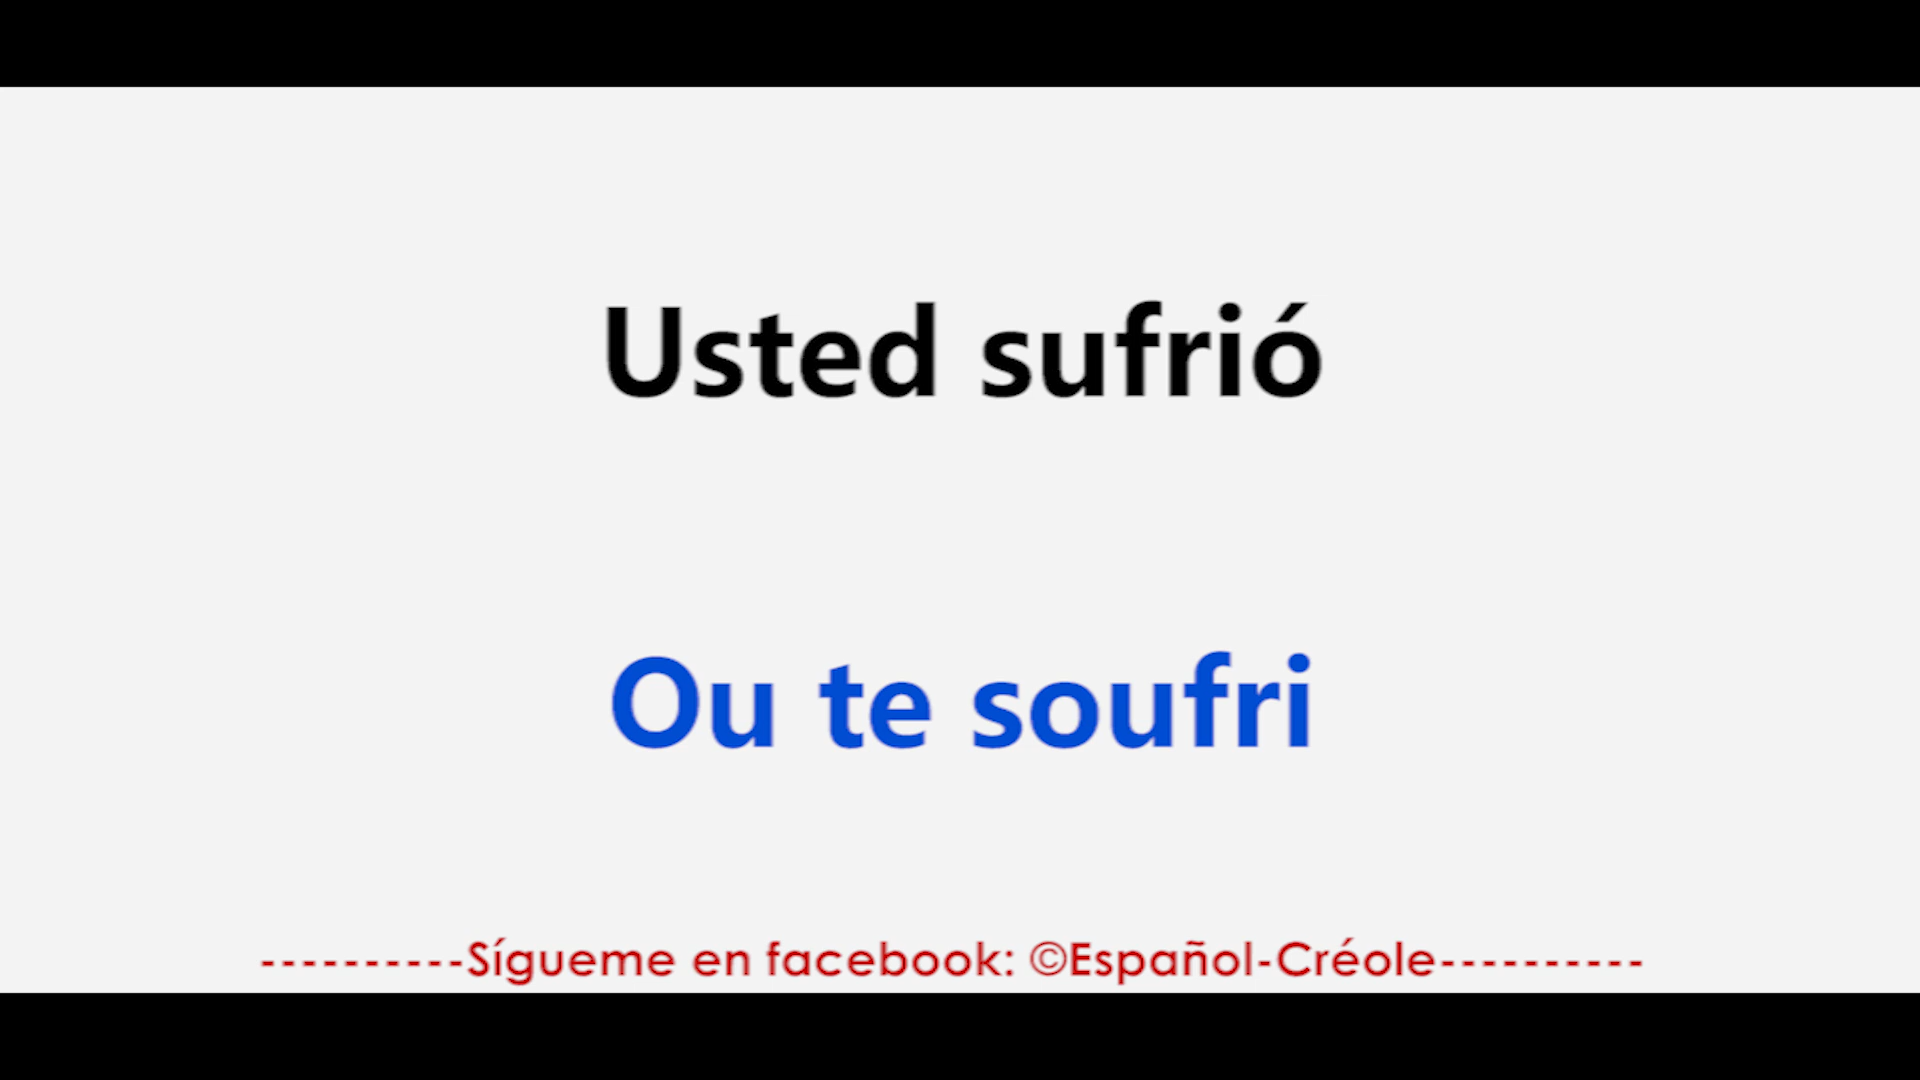 Usted sufrió
Ou te soufri
----------Sígueme en facebook: ©Español-Créole----------